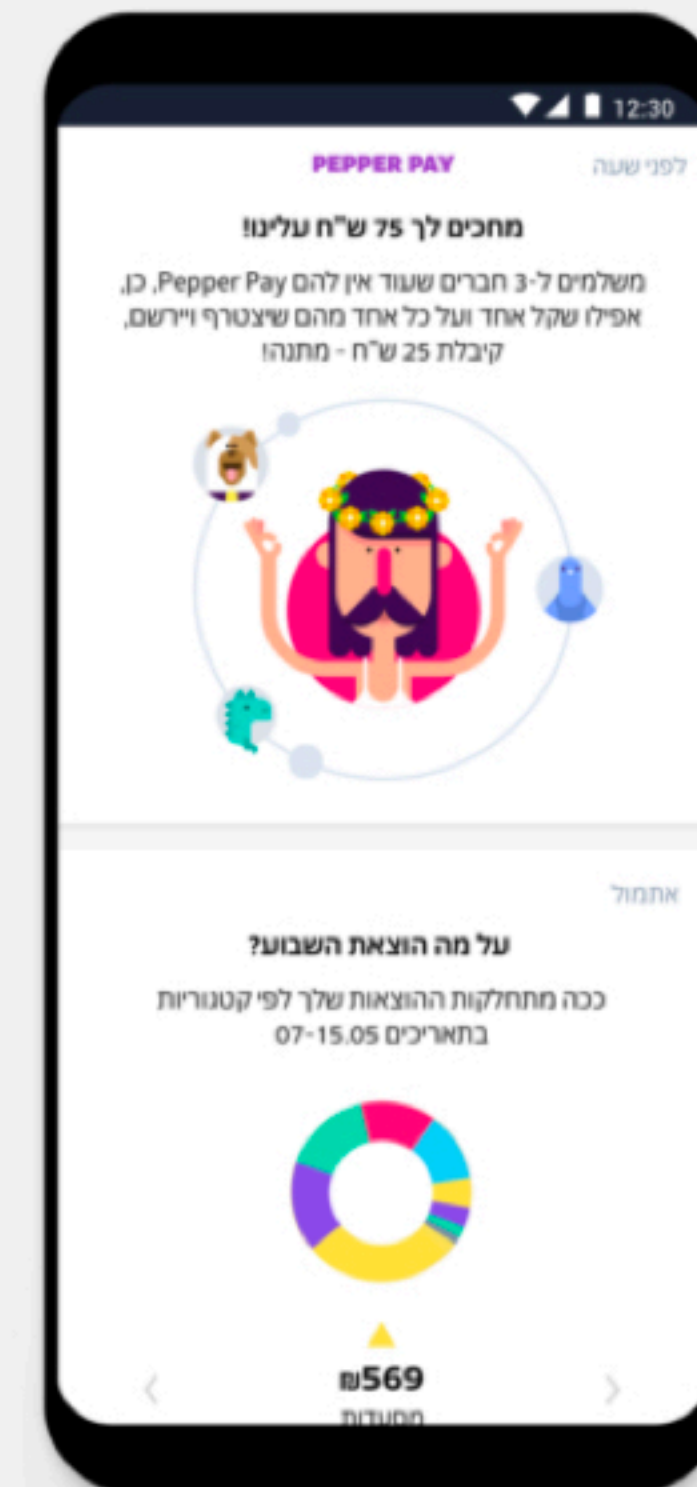 12:30
לפני שעה
PEPPER PAY
מחכים לך 75 ש"ח עלינו!
משלמים ל-3 חברים שעוד אין להם Pepper Pay, כן,
אפילו שקל אחד ועל כל אחד מהם שיצטרף ויירשם,
קיבלת 25 ש"ח - מתנה!
אתמול
על מה הוצאת השבוע?
ככה מתחלקות ההוצאות שלך לפי קטגוריות
בתאריכים 07-15.05
₪569
מסעדות